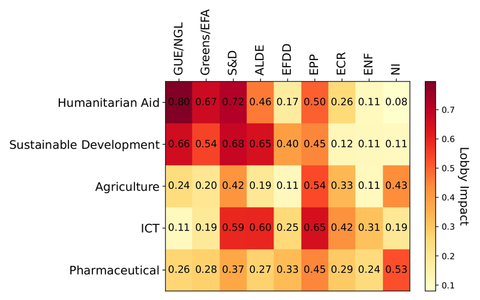 GUE/NGL Greens/EFA S&D ALDE EFDD EPP ECR ENF NI
Humanitarian Aid 0.80 0.67 0.72 0.46 0.17 0.50 0.26 0.11 0.08
Sustainable Development 0.66 0.54 0.68 0.65 0.40 0.45 0.12 0.11 0.11
Agriculture 0.24 0.20 0.42 0.19 0.11 0.54 0.33 0.11 0.43
ICT 0.11 0.19 0.59 0.60 0.25 0.65 0.42 0.31 0.19
Pharmaceutical 0.26 0.28 0.37 0.27 0.33 0.45 0.29 0.24 0.53
0.7
0.6
0.5
0.4
0.3
0.2
0.1
Lobby Impact